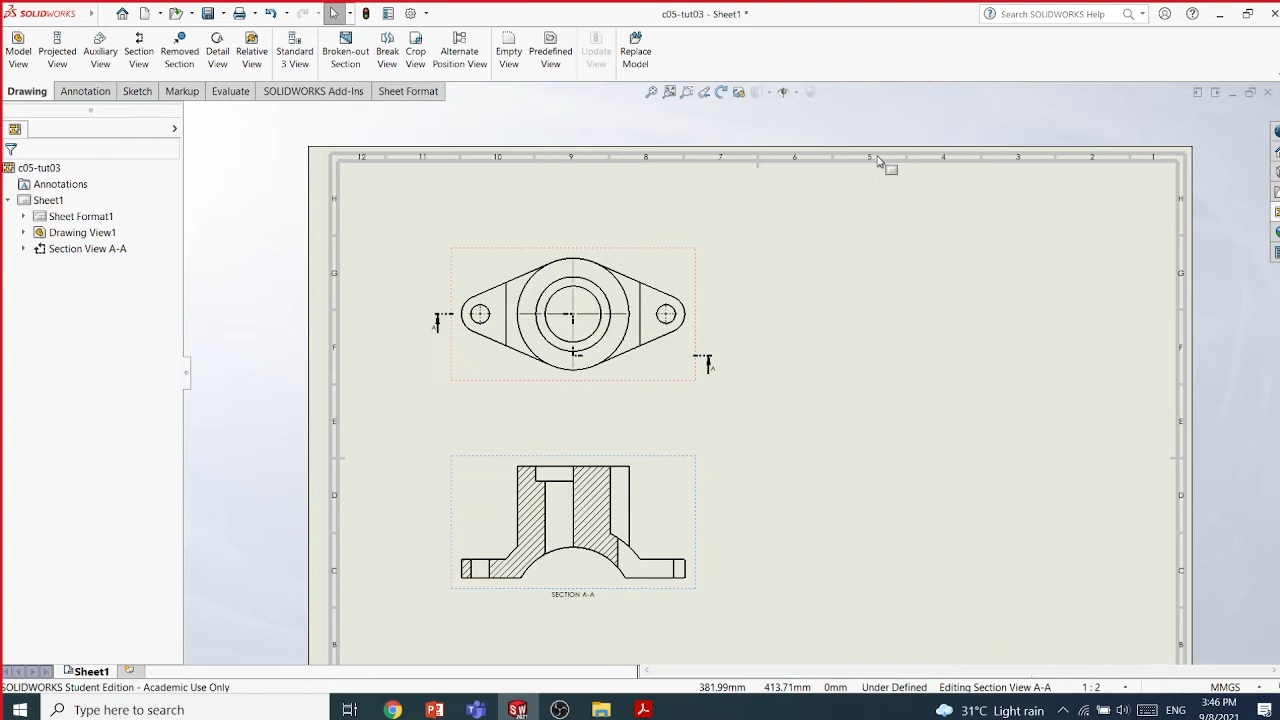 SOLIDWORKS
c05-tut03 - Sheet1 *
Search SOLIDWORKS Help
Model View
Projected View
Auxiliary View
Section View
Removed Section
Detail View
Relative View
Standard 3 View
Broken-out Section
Break View
Crop View
Alternate Position View
Empty View
Predefined View
Update View
Replace Model
Drawing Annotation Sketch Markup Evaluate SOLIDWORKS Add-Ins Sheet Format
c05-tut03
Annotations
Sheet1
Sheet Format1
Drawing View1
Section View A-A
12 11 10 9 8 7 6 5 4 3 2 1
H H
G G
A
A
F F
E E
D D
C C
SECTION A-A
B B
Sheet1
SOLIDWORKS Student Edition - Academic Use Only
381.99mm 413.71mm 0mm Under Defined Editing Section View A-A 1 : 2 MMGS
Type here to search
31°C Light rain
ENG
3:46 PM
9/8/2021